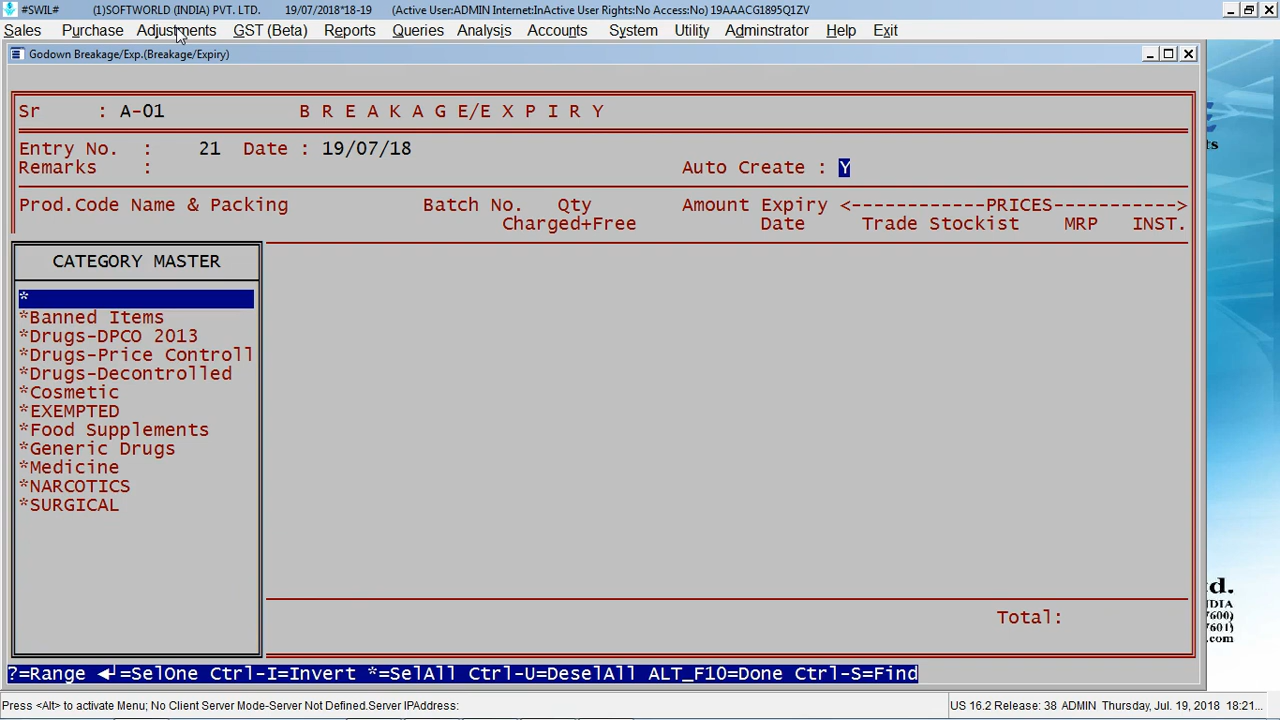 #SWIL# (1)SOFTWORLD (INDIA) PVT. LTD. 19/07/2018*18-19 (Active User:ADMIN Internet:InActive User Rights:No Access:No) 19AAACG1895Q1ZV
Sales Purchase Adjustments GST (Beta) Reports Queries Analysis Accounts System Utility Adminstrator Help Exit
Godown Breakage/Exp.(Breakage/Expiry)
Sr : A-01 B R E A K A G E/E X P I R Y
Entry No. : 21 Date : 19/07/18
Remarks : Auto Create : Y
Prod.Code Name & Packing Batch No. Qty Amount Expiry <------------PRICES----------->
Charged+Free Date Trade Stockist MRP INST.
CATEGORY MASTER
*
*Banned Items
*Drugs-DPCO 2013
*Drugs-Price Controll
*Drugs-Decontrolled
*Cosmetic
*EXEMPTED
*Food Supplements
*Generic Drugs
*Medicine
*NARCOTICS
*SURGICAL
Total:
?=Range ◄┘=SelOne Ctrl-I=Invert *=SelAll Ctrl-U=DeselAll ALT_F10=Done Ctrl-S=Find
ts
d.
DIA
7600)
7601)
.com
Press <Alt> to activate Menu; No Client Server Mode-Server Not Defined.Server IPAddress: US 16.2 Release: 38 ADMIN Thursday, Jul. 19, 2018 18:21...